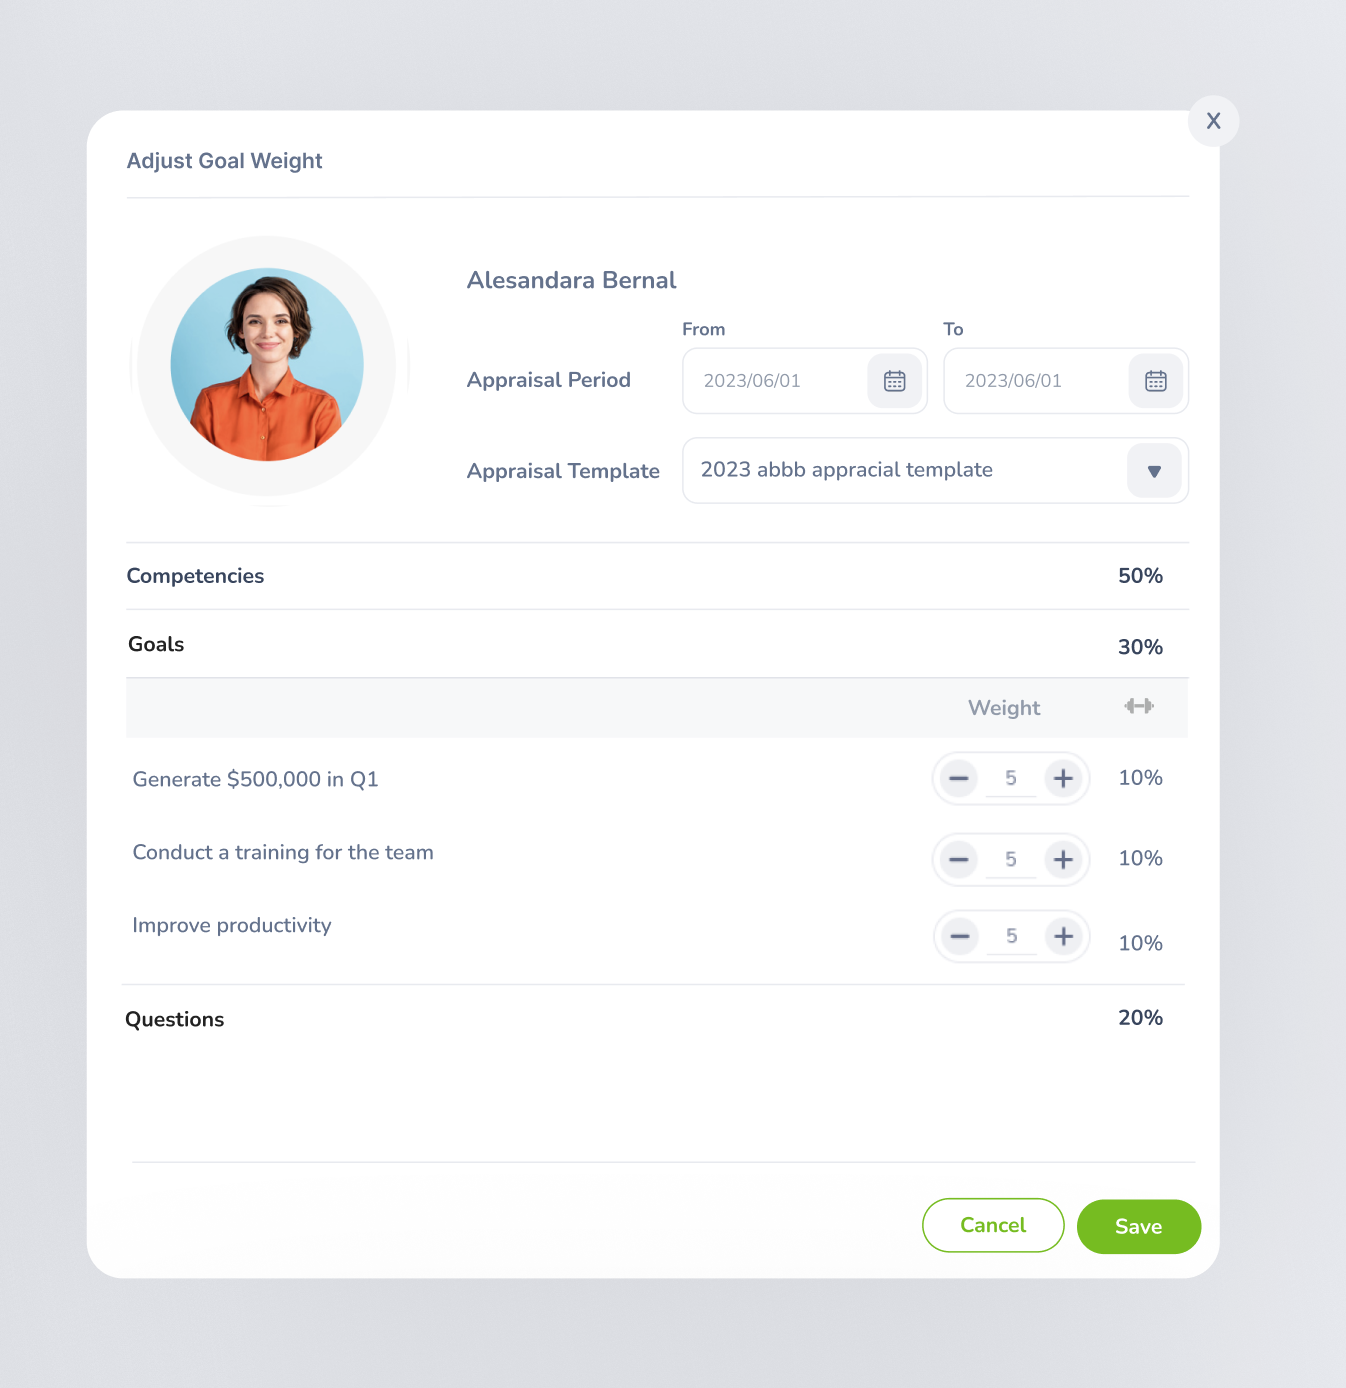 X
Adjust Goal Weight
Alesandara Bernal
From To
Appraisal Period 2023/06/01 2023/06/01
Appraisal Template 2023 abbb appracial template
Competencies 50%
Goals 30%
Weight
Generate $500,000 in Q1 5 10%
Conduct a training for the team 5 10%
Improve productivity 5 10%
Questions 20%
Cancel Save